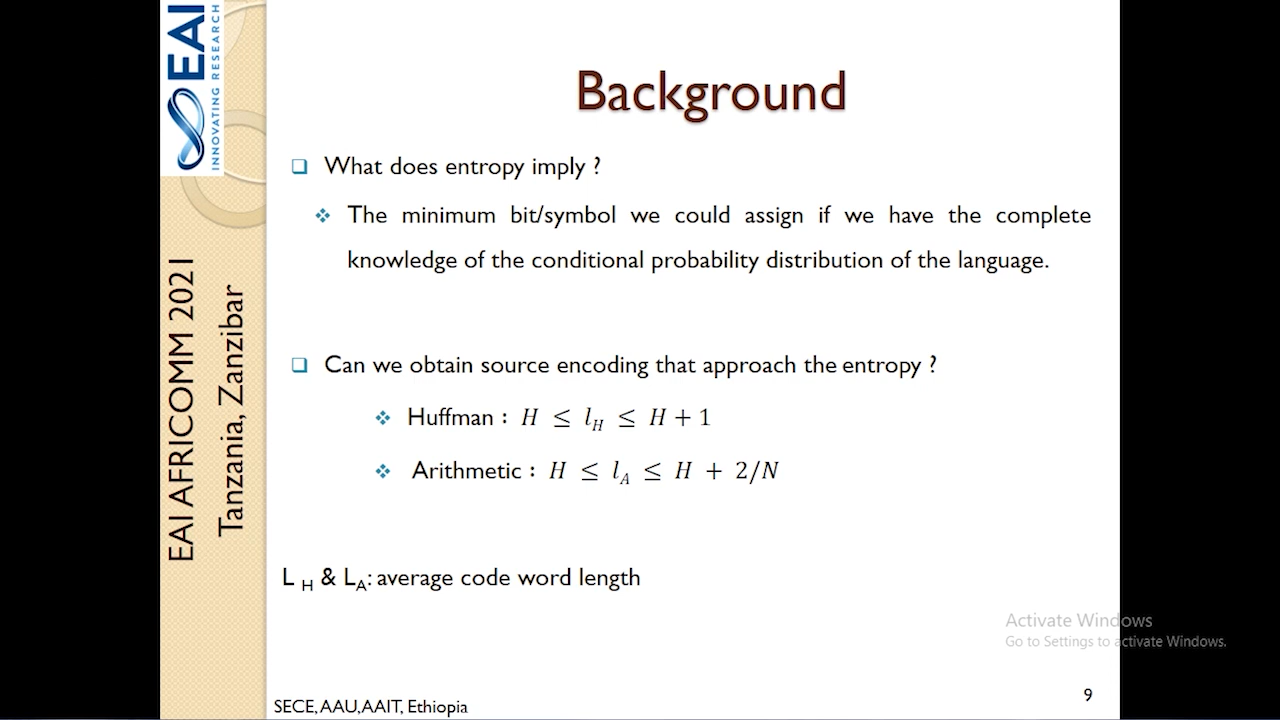 EAI
INNOVATING RESEARCH
EAI AFRICOMM 2021
Tanzania, Zanzibar
Background
What does entropy imply ?
The minimum bit/symbol we could assign if we have the complete
knowledge of the conditional probability distribution of the language.
Can we obtain source encoding that approach the entropy ?
Huffman : H ≤ l_H ≤ H + 1
Arithmetic : H ≤ l_A ≤ H + 2/N
L H & LA: average code word length
Activate Windows
Go to Settings to activate Windows.
9
SECE, AAU, AAIT, Ethiopia